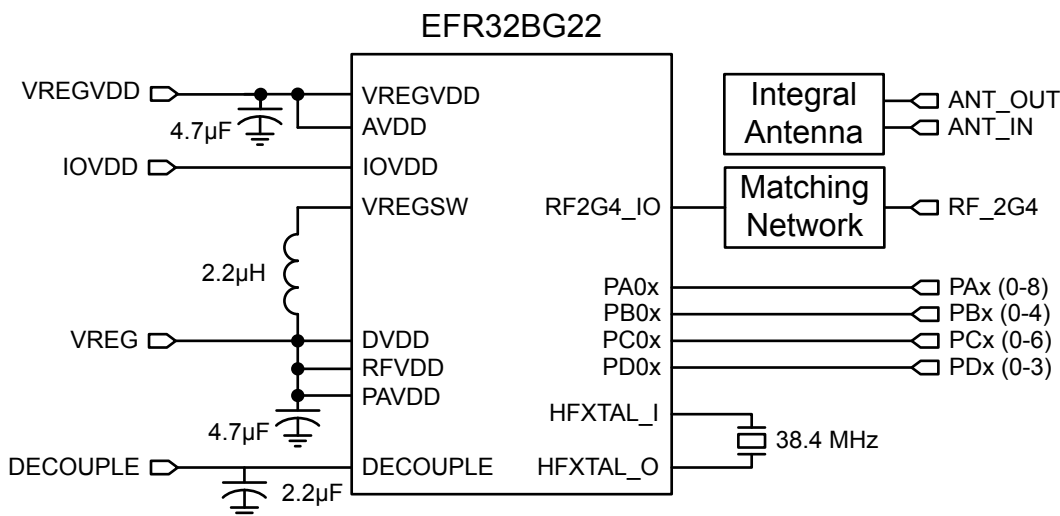 EFR32BG22
VREGVDD
4.7µF
VREGVDD
AVDD
IOVDD
IOVDD
VREGSW
2.2µH
VREG
DVDD
RFVDD
PAVDD
4.7µF
DECOUPLE
DECOUPLE
2.2µF
RF2G4_IO
PA0x
PB0x
PC0x
PD0x
HFXTAL_I
HFXTAL_O
38.4 MHz
Integral
Antenna
ANT_OUT
ANT_IN
Matching
Network
RF_2G4
PAx (0-8)
PBx (0-4)
PCx (0-6)
PDx (0-3)